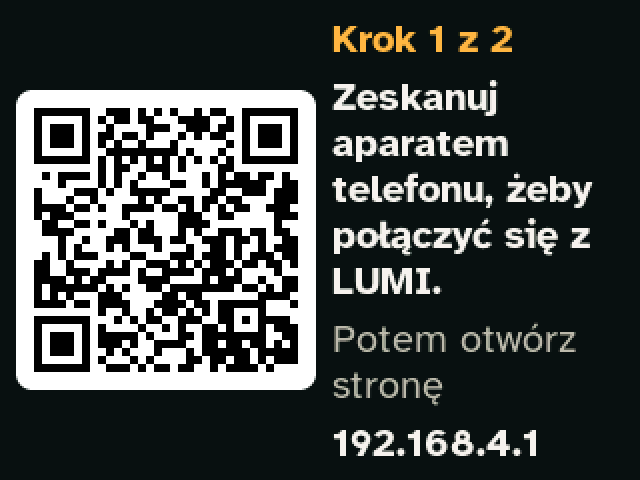 Krok 1 z 2
Zeskanuj
aparatem
telefonu, żeby
połączyć się z
LUMI.
Potem otwórz
stronę
192.168.4.1